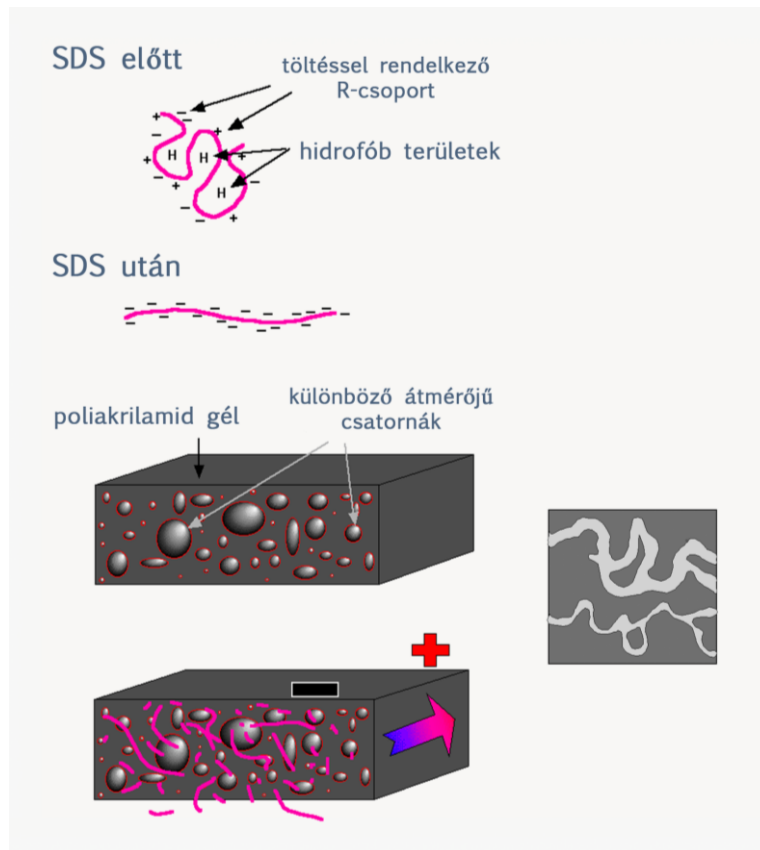 SDS előtt
töltéssel rendelkező
R-csoport
hidrofób területek
H
H
H
SDS után
poliakrilamid gél
különböző átmérőjű
csatornák